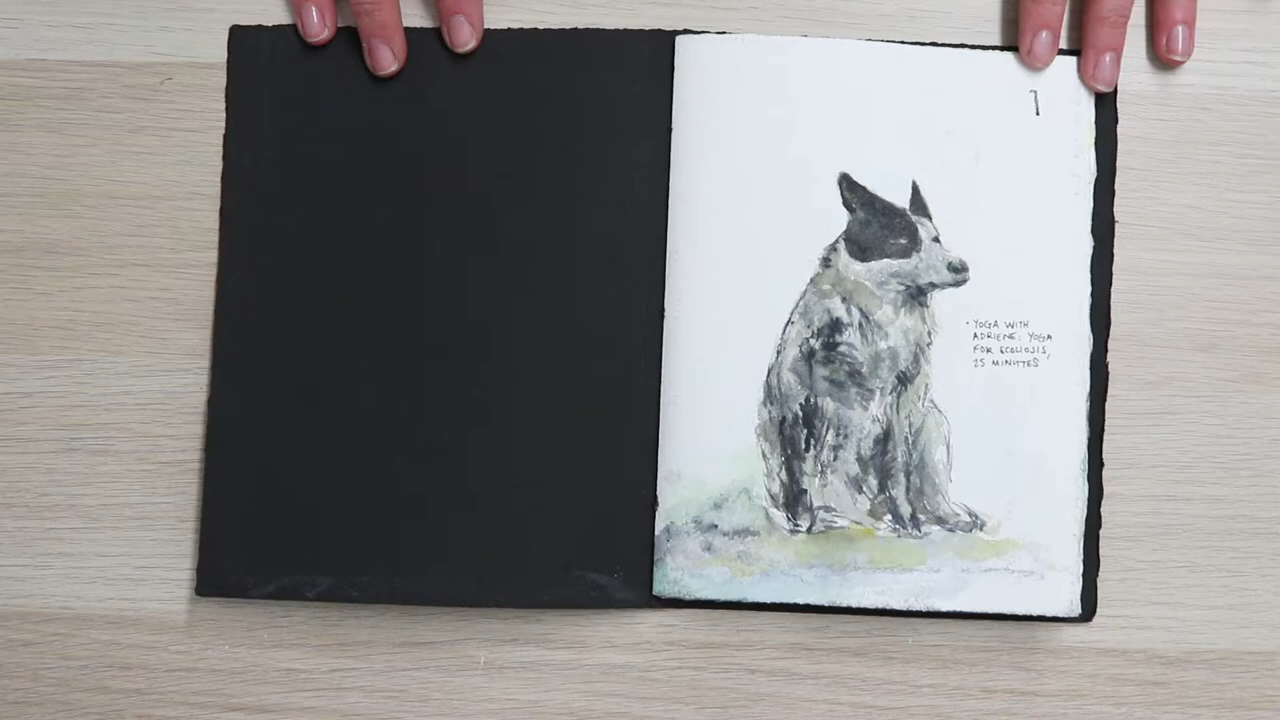 1
• YOGA WITH
ADRIENE: YOGA
FOR SCOLIOSIS,
25 MINUTES